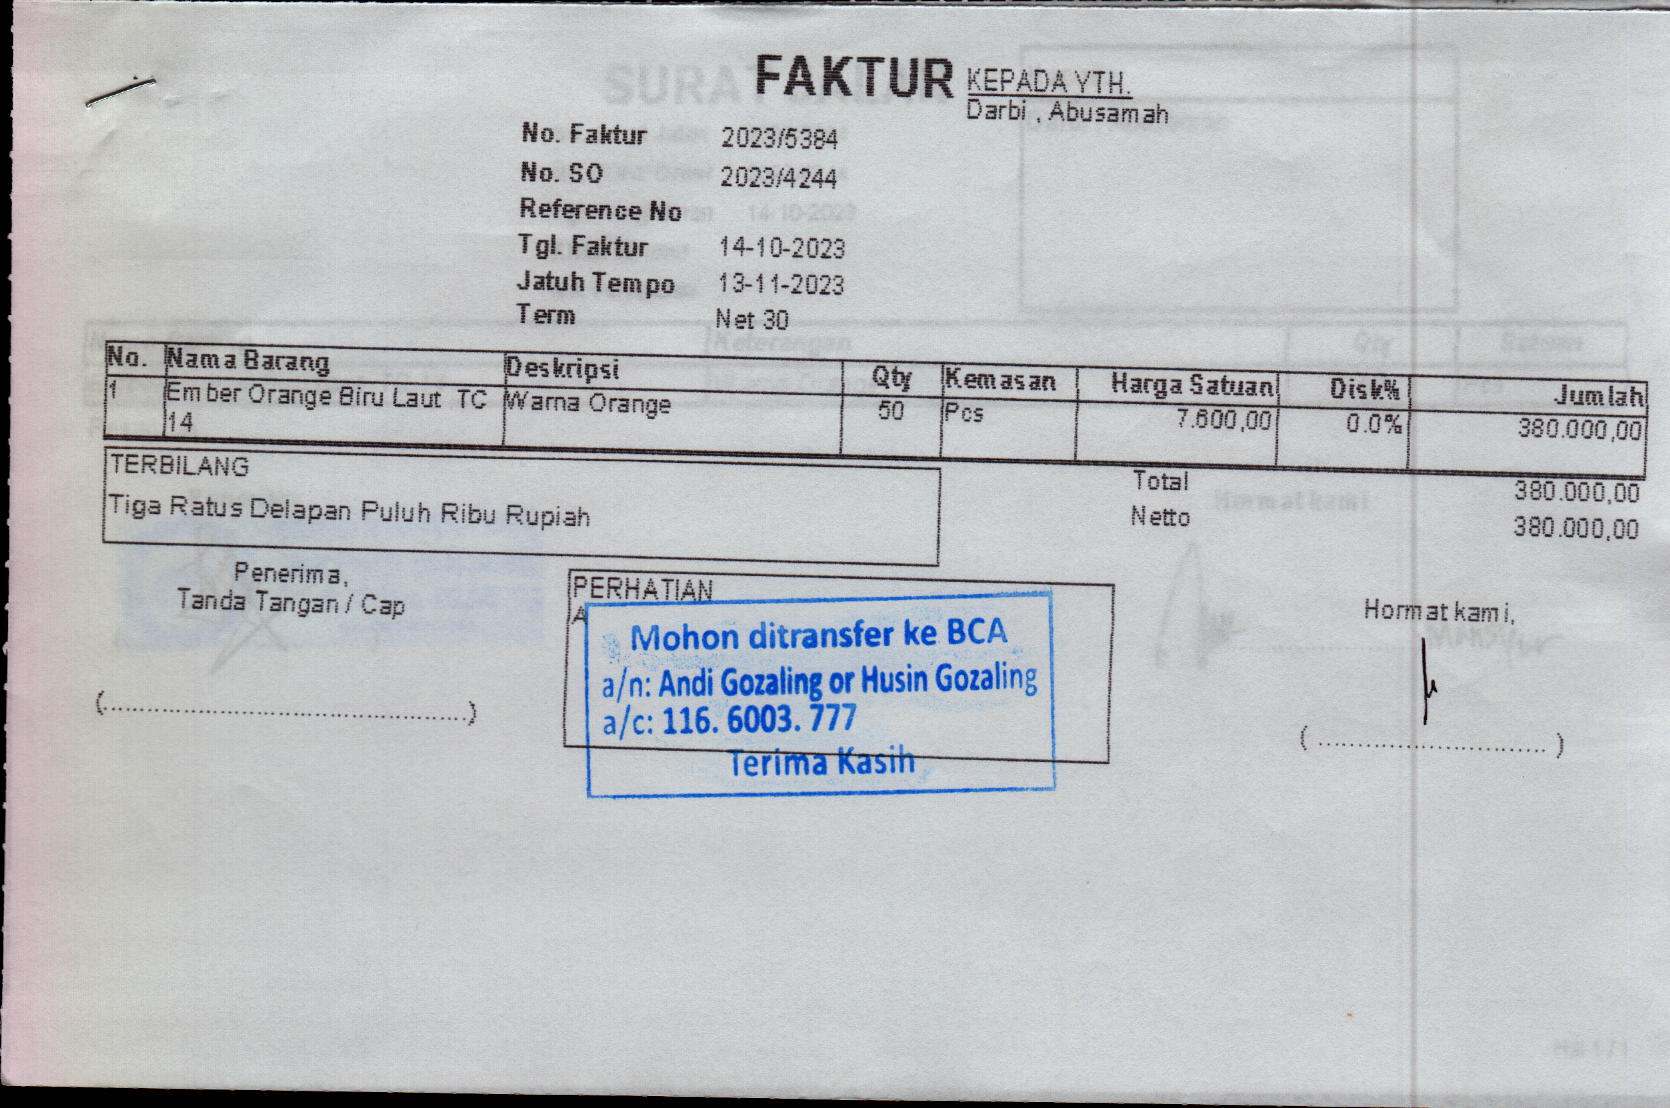 FAKTUR
KEPADA YTH.
Darbi , Abusamah
No. Faktur 2023/5384
No. SO 2023/4244
Reference No
Tgl. Faktur 14-10-2023
Jatuh Tempo 13-11-2023
Term Net 30
No. Nama Barang Deskripsi Qty Kemasan Harga Satuan Disk% Jumlah
1 Ember Orange Biru Laut TC Warna Orange 50 Pcs 7.600,00 0.0% 380.000,00
14
TERBILANG
Tiga Ratus Delapan Puluh Ribu Rupiah
Total 380.000,00
Netto 380.000,00
Penerima,
Tanda Tangan / Cap
(............................................)
PERHATIAN
Mohon ditransfer ke BCA
a/n: Andi Gozaling or Husin Gozaling
a/c: 116. 6003. 777
Terima Kasih
Hormat kami,
( ............................ )